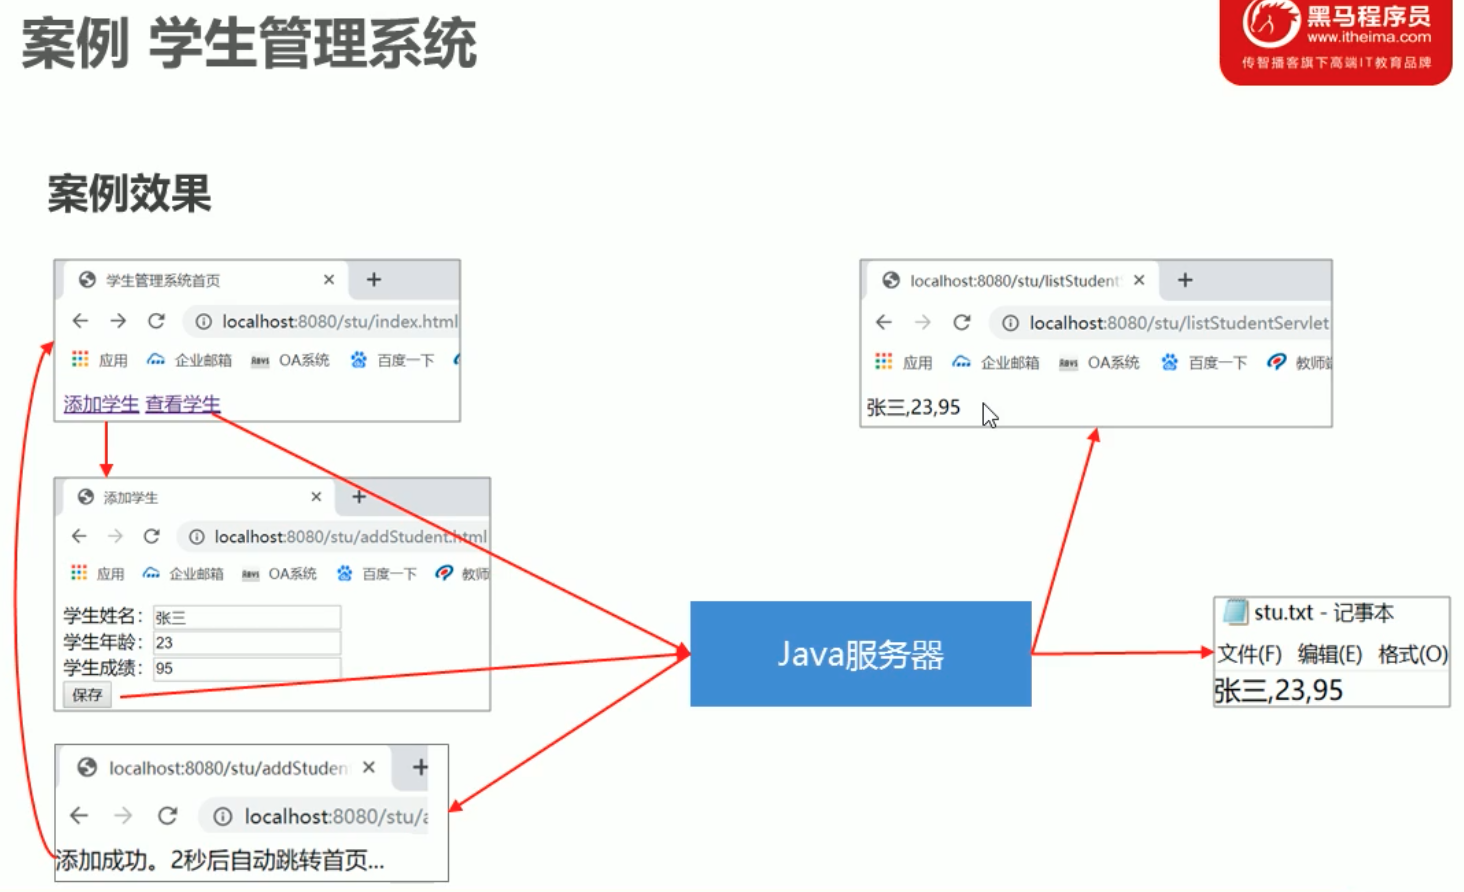 案例 学生管理系统
黑马程序员
www.itheima.com
传智播客旗下高端IT教育品牌
案例效果
学生管理系统首页
localhost:8080/stu/index.html
应用 企业邮箱 OA系统 百度一下
添加学生 查看学生
localhost:8080/stu/listStudent
localhost:8080/stu/listStudentServlet
应用 企业邮箱 OA系统 百度一下 教师
张三,23,95
添加学生
localhost:8080/stu/addStudent.html
应用 企业邮箱 OA系统 百度一下 教师
学生姓名: 张三
学生年龄: 23
学生成绩: 95
保存
Java服务器
stu.txt - 记事本
文件(F) 编辑(E) 格式(O)
张三,23,95
localhost:8080/stu/addStuden
localhost:8080/stu/a
添加成功。2秒后自动跳转首页...